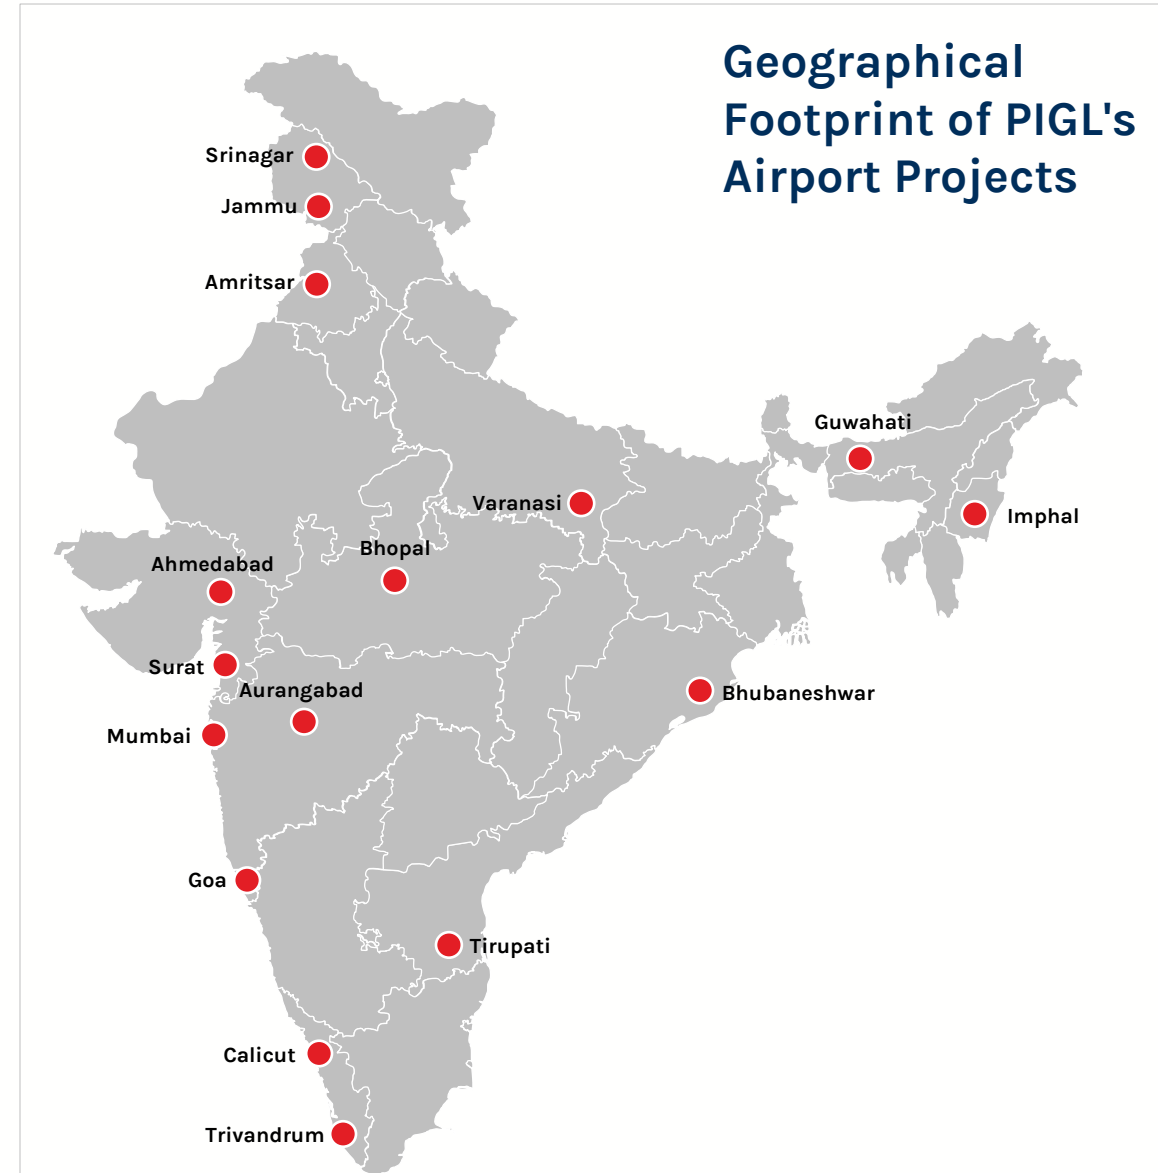 Geographical
Footprint of PIGL's
Airport Projects
Srinagar
Jammu
Amritsar
Guwahati
Varanasi
Imphal
Bhopal
Ahmedabad
Surat
Aurangabad
Bhubaneshwar
Mumbai
Goa
Tirupati
Calicut
Trivandrum